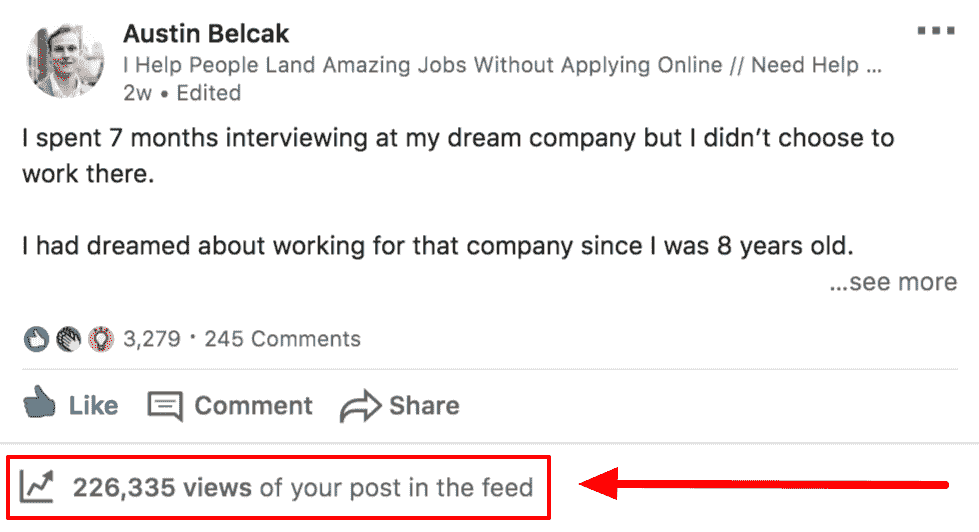 Austin Belcak
I Help People Land Amazing Jobs Without Applying Online // Need Help ...
2w • Edited
I spent 7 months interviewing at my dream company but I didn’t choose to
work there.
I had dreamed about working for that company since I was 8 years old.
...see more
3,279 · 245 Comments
Like Comment Share
226,335 views of your post in the feed